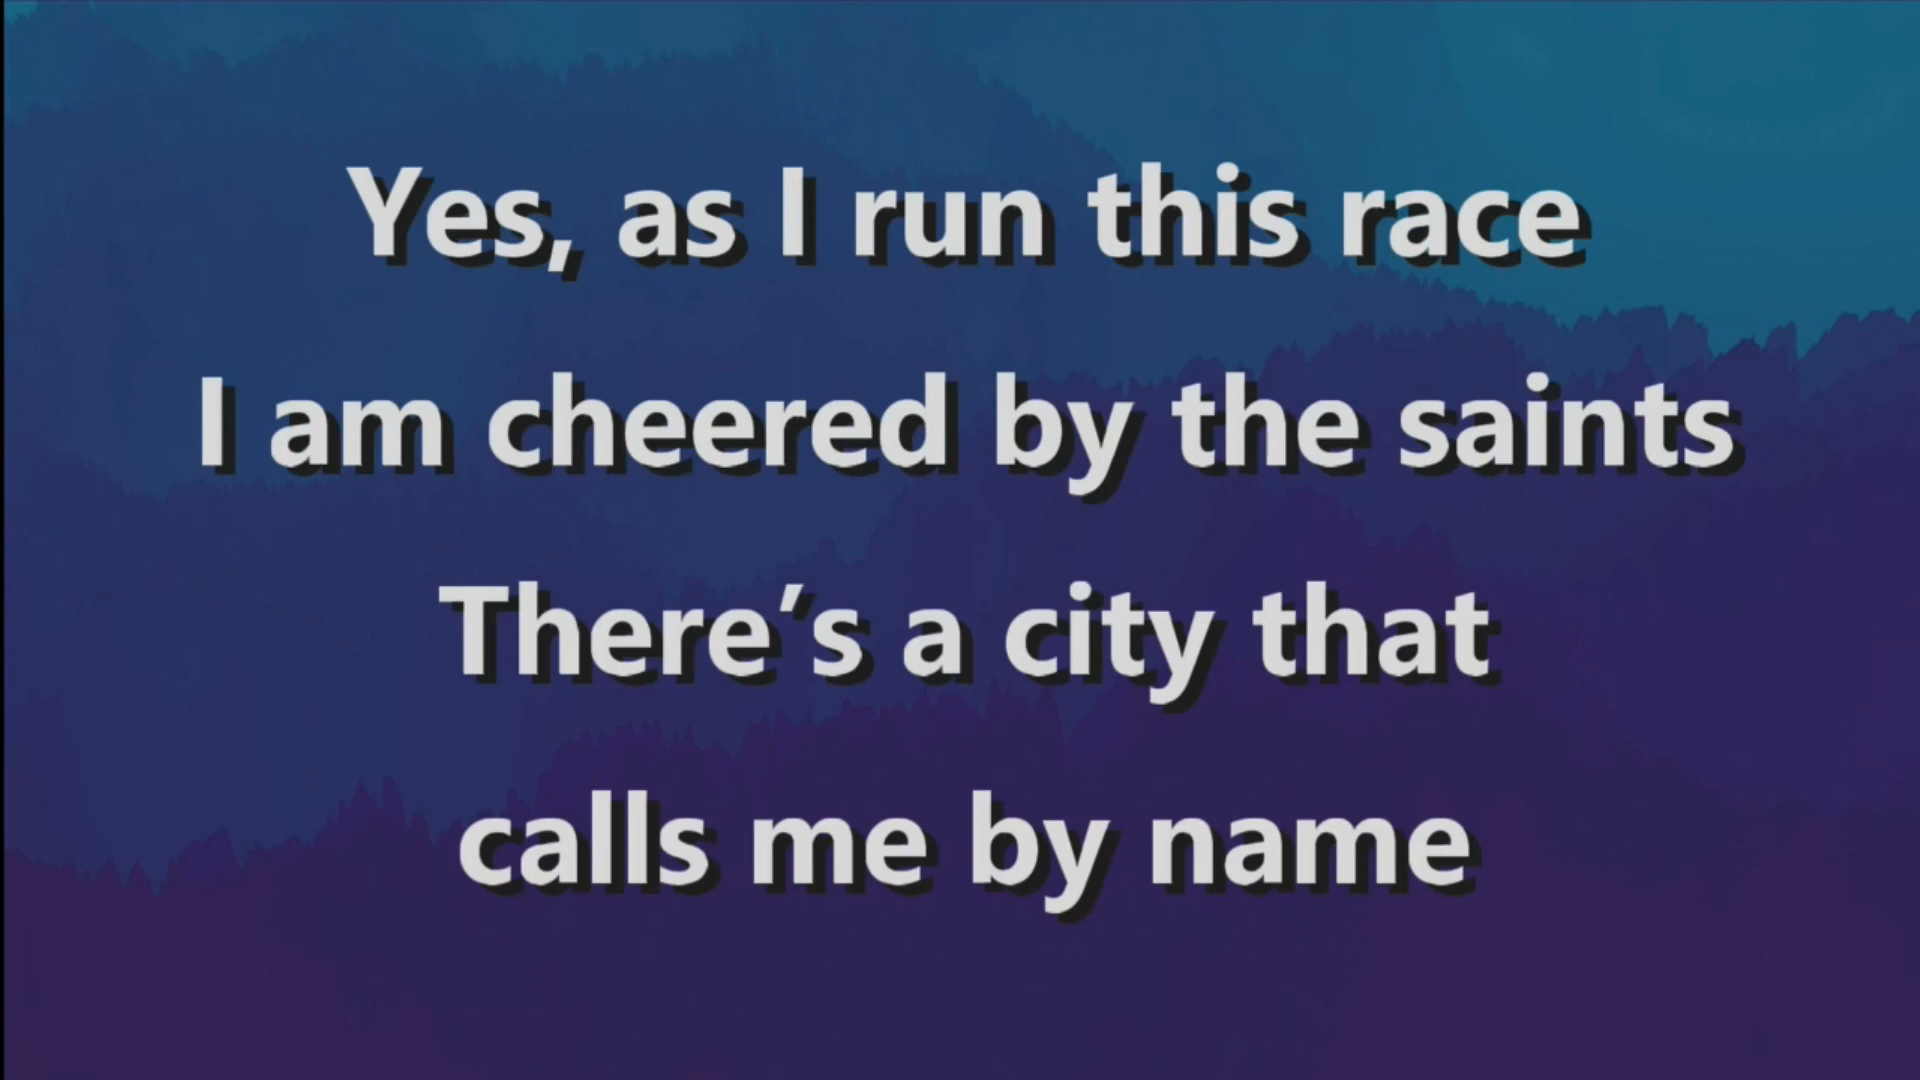 Yes, as I run this race
I am cheered by the saints
There’s a city that
calls me by name